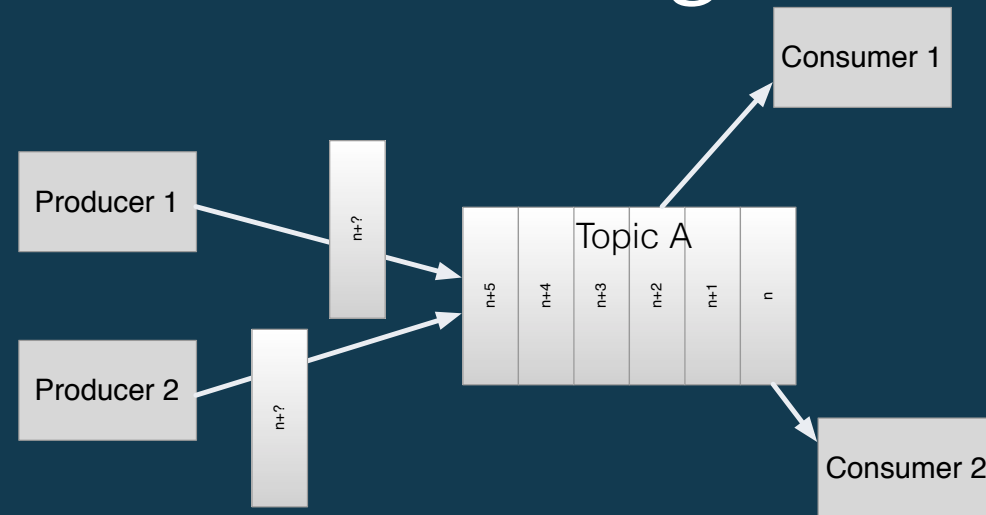 Consumer 1
Producer 1
n+?
Topic A
n+5
n+4
n+3
n+2
n+1
n
Producer 2
n+?
Consumer 2